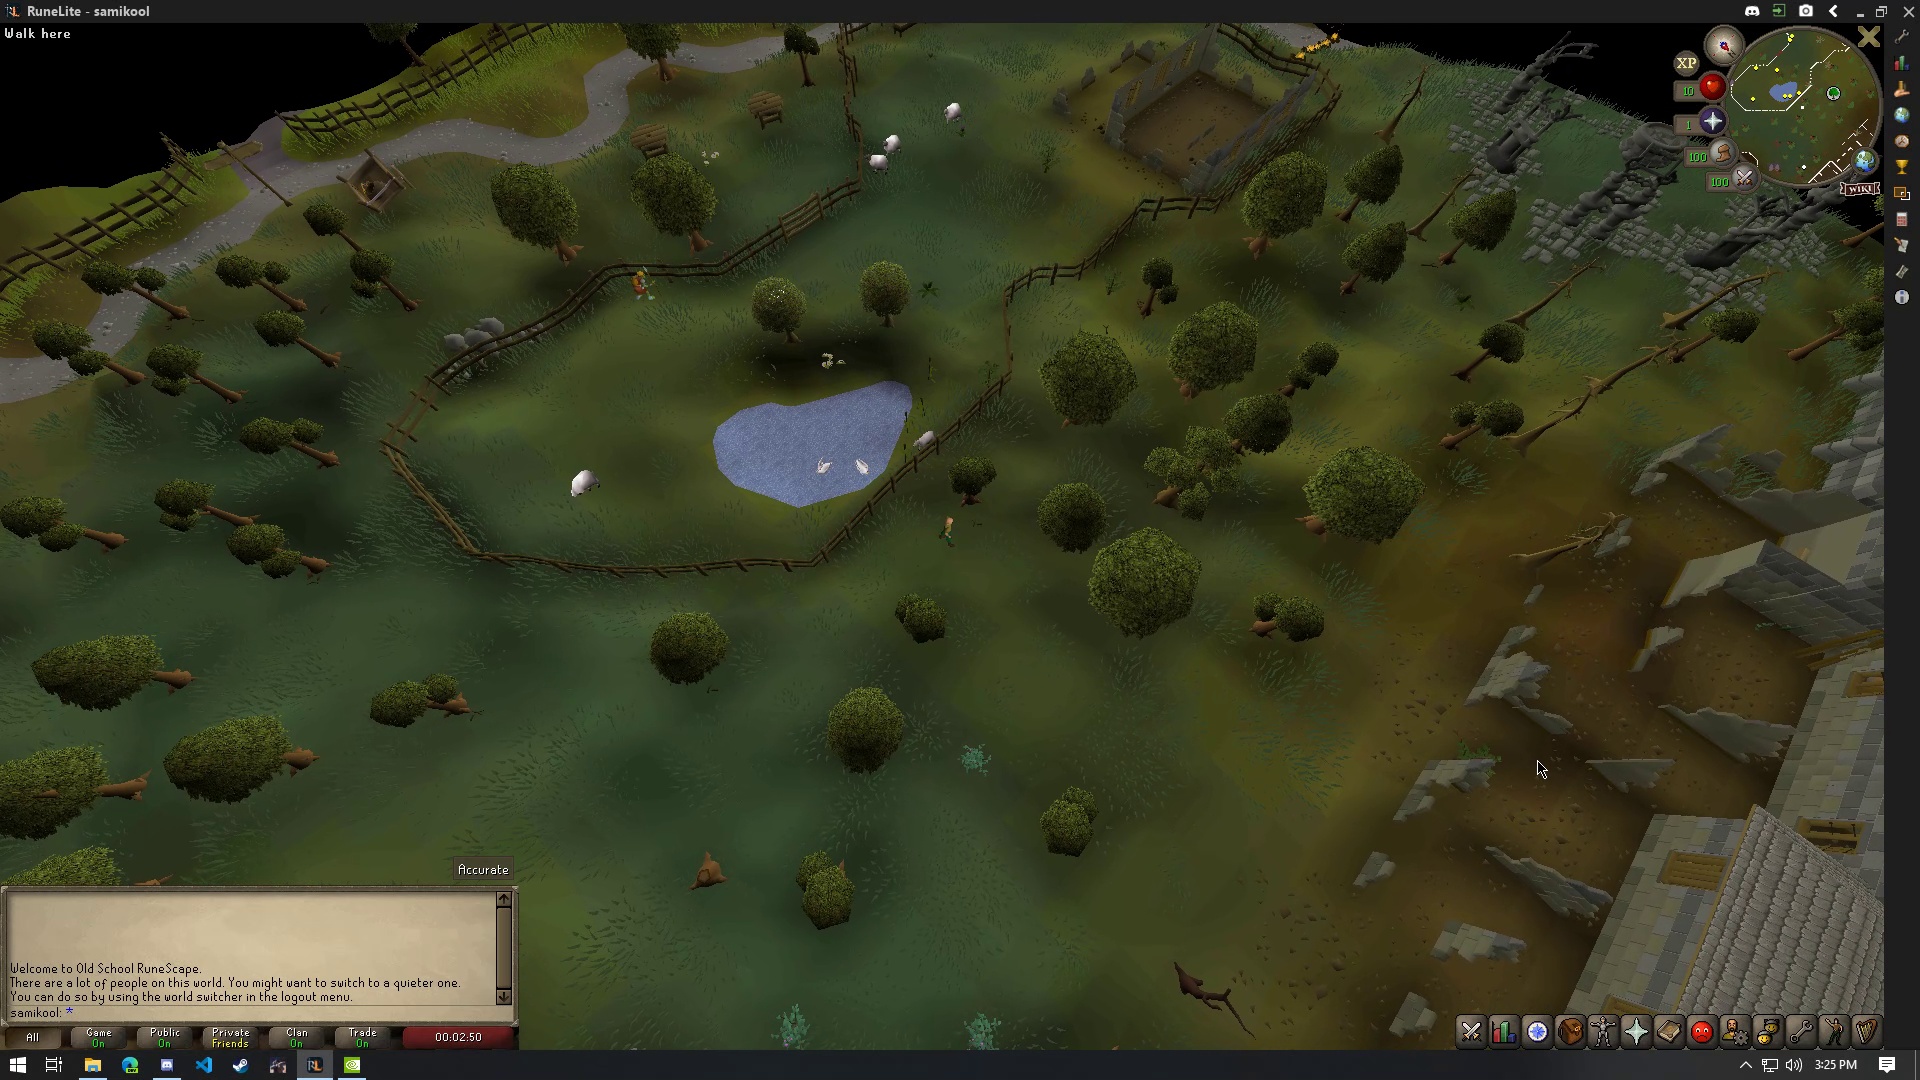 RuneLite - samikool
Walk here
XP
10
1
100
100
WIKI
Accurate
Welcome to Old School RuneScape.
There are a lot of people on this world. You might want to switch to a quieter one.
You can do so by using the world switcher in the logout menu.
samikool: *
All
Game
On
Public
On
Private
Friends
Clan
On
Trade
On
00:02:50
3:25 PM